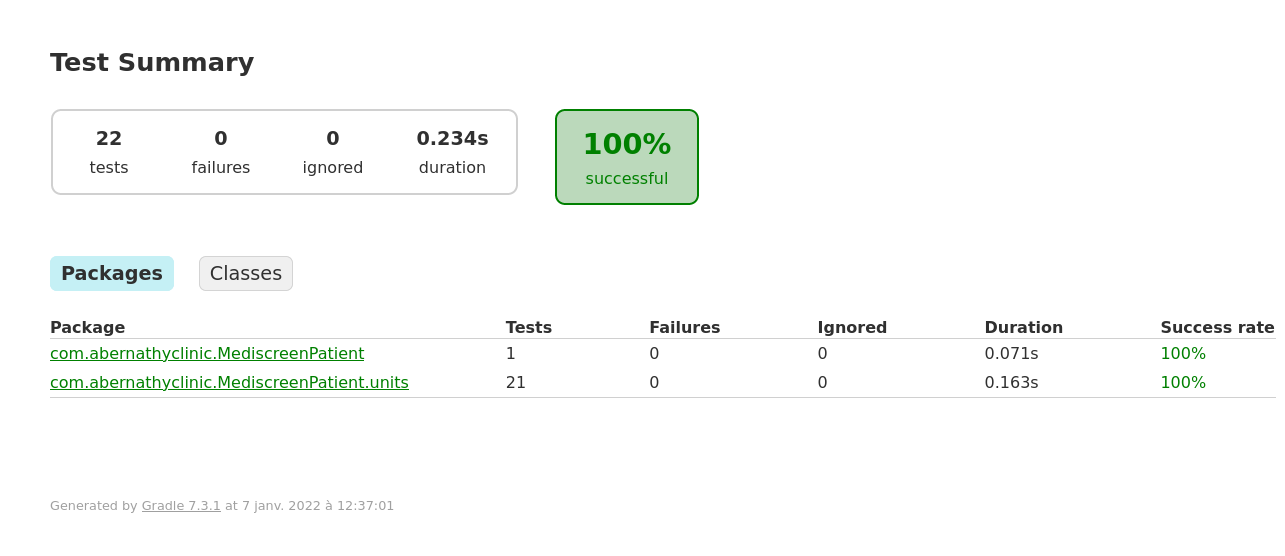 Test Summary
22 0 0 0.234s 100%
tests failures ignored duration successful
Packages Classes
Package Tests Failures Ignored Duration Success rate
com.abernathyclinic.MediscreenPatient 1 0 0 0.071s 100%
com.abernathyclinic.MediscreenPatient.units 21 0 0 0.163s 100%
Generated by Gradle 7.3.1 at 7 janv. 2022 à 12:37:01